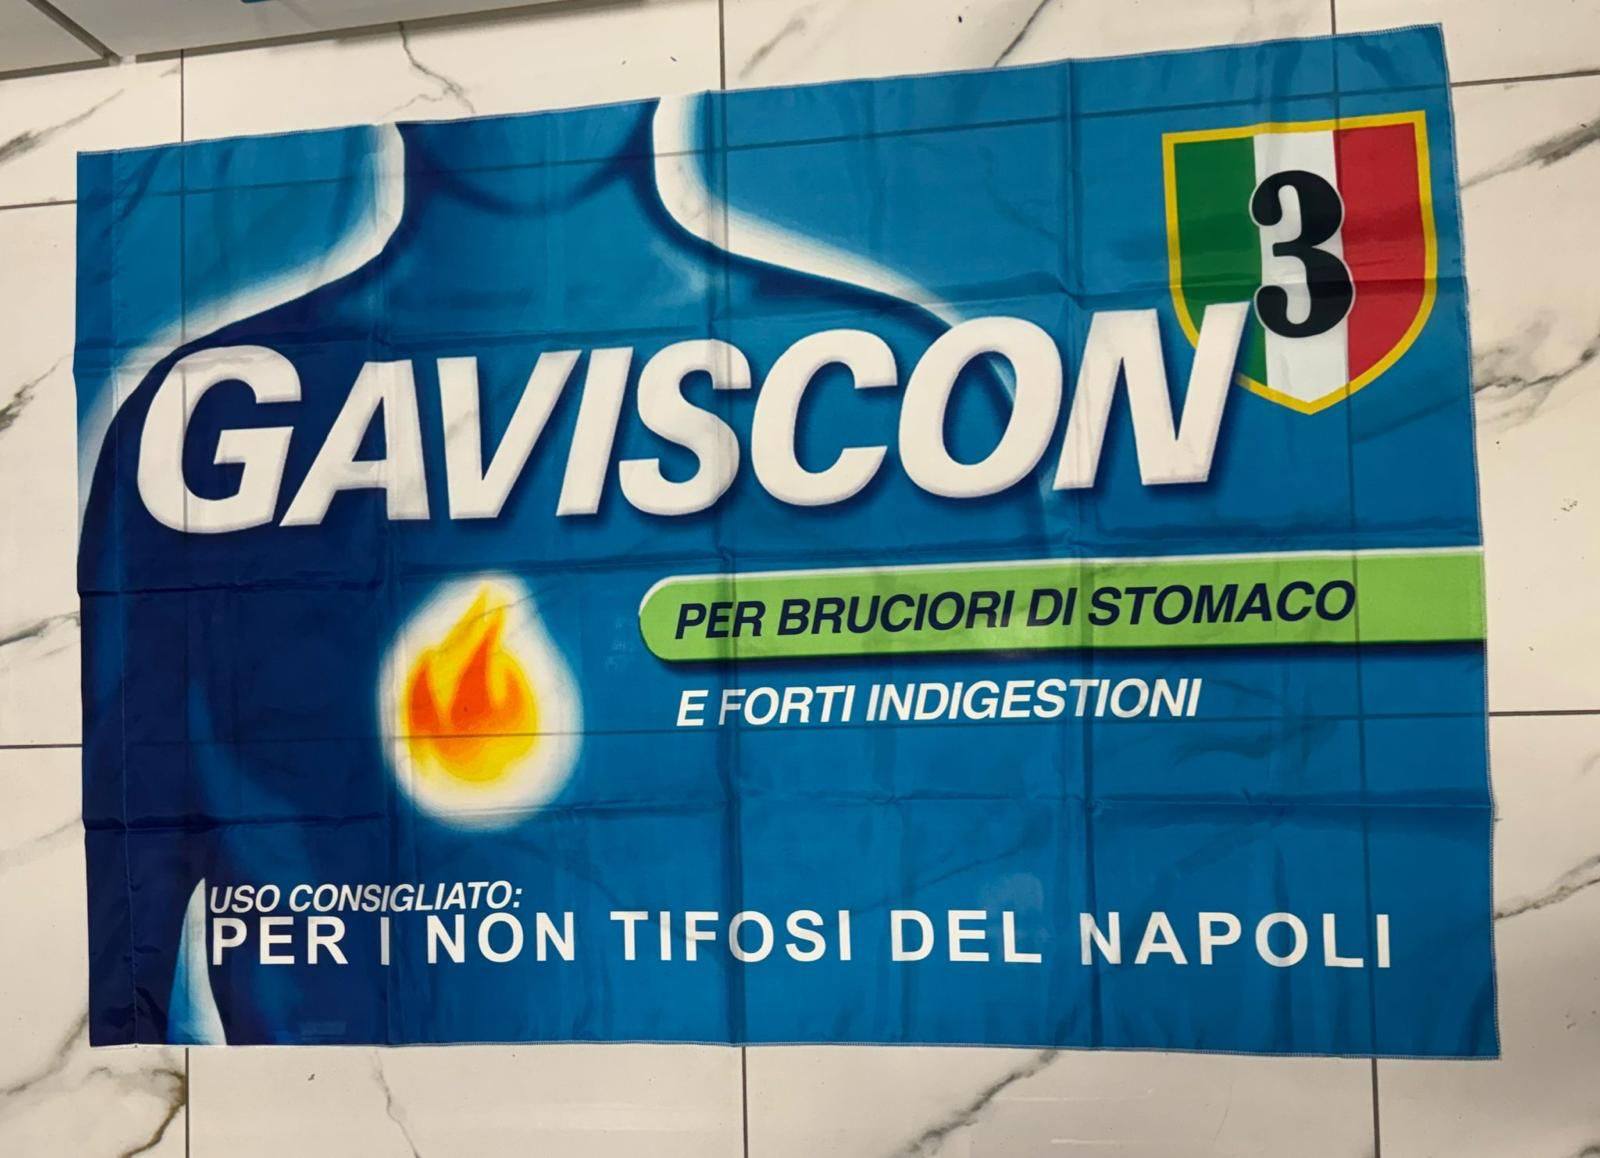 3
GAVISCON
PER BRUCIORI DI STOMACO
E FORTI INDIGESTIONI
USO CONSIGLIATO:
PER I NON TIFOSI DEL NAPOLI